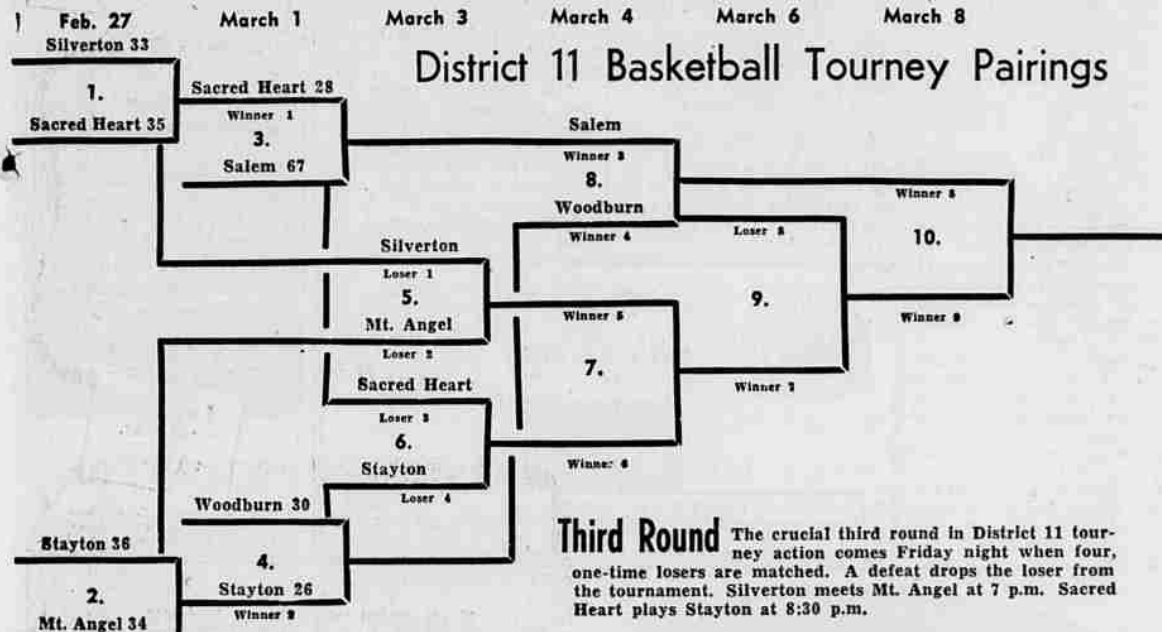 Feb. 27 March 1 March 3 March 4 March 6 March 8
District 11 Basketball Tourney Pairings
Silverton 33
1.
Sacred Heart 35
Sacred Heart 28
Winner 1
3.
Salem 67
Salem
Winner 3
8.
Woodburn
Winner 4
Winner 8
10.
Winner 9
Loser 8
9.
Winner 7
Silverton
Loser 1
5.
Mt. Angel
Loser 2
Winner 5
7.
Sacred Heart
Loser 3
6.
Stayton
Loser 4
Woodburn 30
4.
Stayton 26
Winner 2
Stayton 36
2.
Mt. Angel 34
Third Round The crucial third round in District 11 tour-
ney action comes Friday night when four,
one-time losers are matched. A defeat drops the loser from
the tournament. Silverton meets Mt. Angel at 7 p.m. Sacred
Heart plays Stayton at 8:30 p.m.